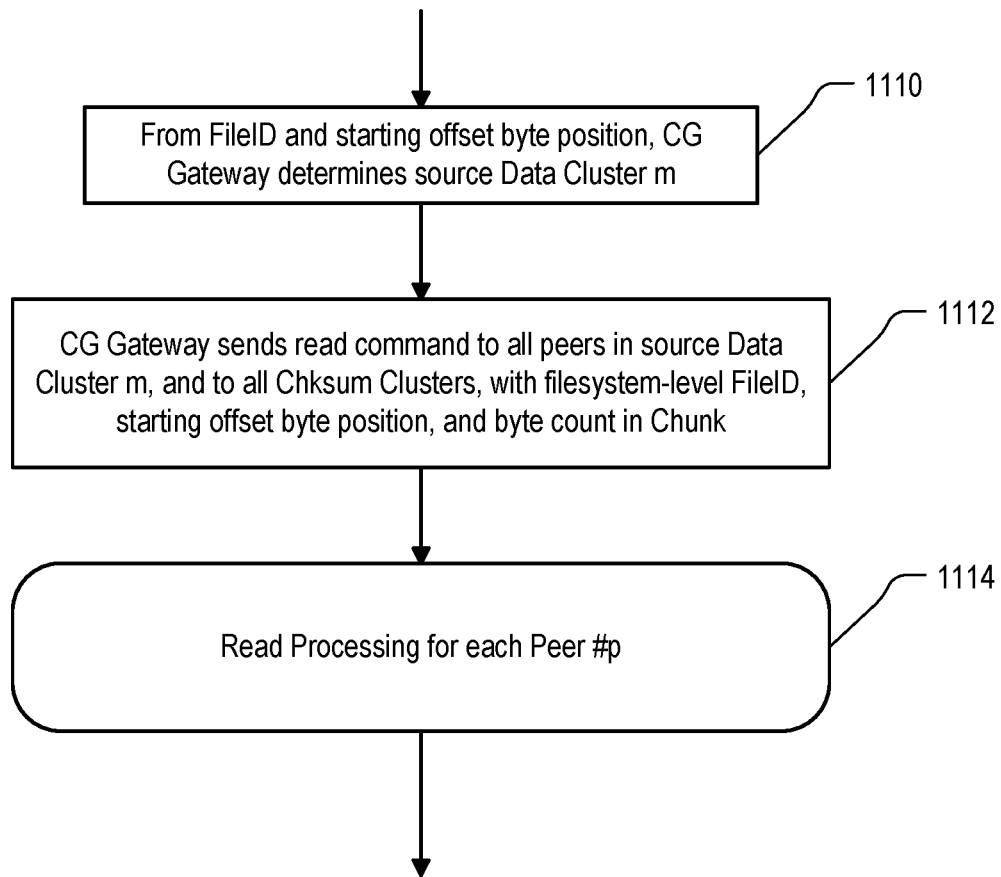 1110
From FileID and starting offset byte position, CG
Gateway determines source Data Cluster m
1112
CG Gateway sends read command to all peers in source Data
Cluster m, and to all Chksum Clusters, with filesystem-level FileID,
starting offset byte position, and byte count in Chunk
1114
Read Processing for each Peer #p